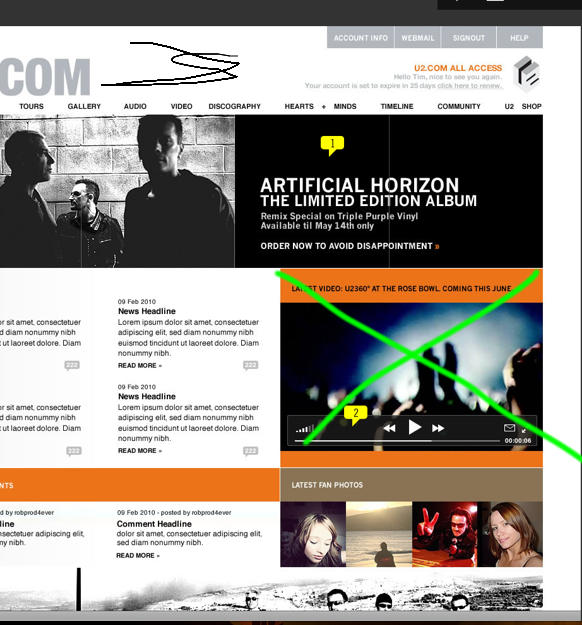 ACCOUNT INFO WEBMAIL SIGNOUT HELP
COM
U2.COM ALL ACCESS
Hello Tim, nice to see you again.
Your account is set to expire in 25 days click here to renew.
TOURS GALLERY AUDIO VIDEO DISCOGRAPHY HEARTS + MINDS TIMELINE COMMUNITY U2 SHOP
1
ARTIFICIAL HORIZON
THE LIMITED EDITION ALBUM
Remix Special on Triple Purple Vinyl
Available til May 14th only
ORDER NOW TO AVOID DISAPPOINTMENT »
LATEST VIDEO: U2360° AT THE ROSE BOWL. COMING THIS JUNE
or sit amet, consectetuer
sed diam nonummy nibh
ut laoreet dolore. Diam
222
09 Feb 2010
News Headline
Lorem ipsum dolor sit amet, consectetuer
adipiscing elit, sed diam nonummy nibh
euismod tincidunt ut laoreet dolore. Diam
nonummy nibh.
READ MORE »
222
or sit amet, consectetuer
sed diam nonummy nibh
ut laoreet dolore. Diam
222
09 Feb 2010
News Headline
Lorem ipsum dolor sit amet, consectetuer
adipiscing elit, sed diam nonummy nibh
euismod tincidunt ut laoreet dolore. Diam
nonummy nibh.
READ MORE »
222
2
00:00:06
NTS
LATEST FAN PHOTOS
d by robprod4ever
line
nsectetuer adipiscing elit,
my nibh.
09 Feb 2010 - posted by robprod4ever
Comment Headline
dolor sit amet, consectetuer adipiscing elit,
sed diam nonummy nibh.
READ MORE »